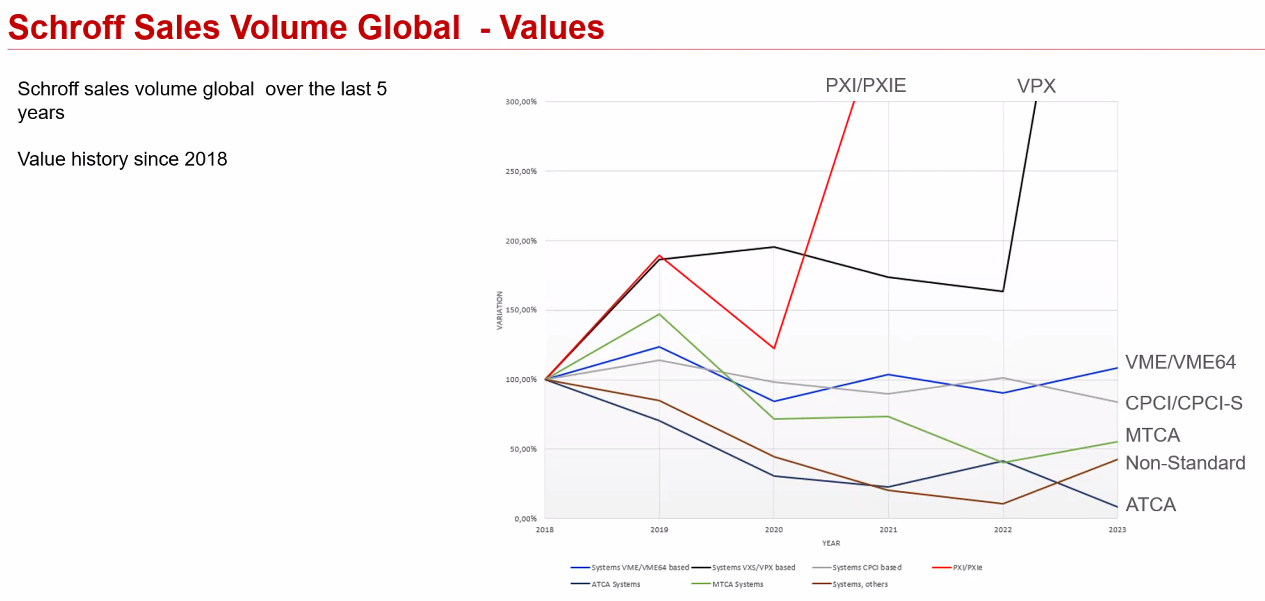 Schroff Sales Volume Global - Values
Schroff sales volume global over the last 5
years
Value history since 2018
PXI/PXIE
VPX
300,00%
250,00%
200,00%
150,00%
100,00%
50,00%
0,00%
VARIATION
VME/VME64
CPCI/CPCI-S
MTCA
Non-Standard
ATCA
2018 2019 2020 2021 2022 2023
YEAR
Systems VME/VME64 based Systems VXS/VPX based Systems CPCI based PXI/PXIe
ATCA Systems MTCA Systems Systems, others